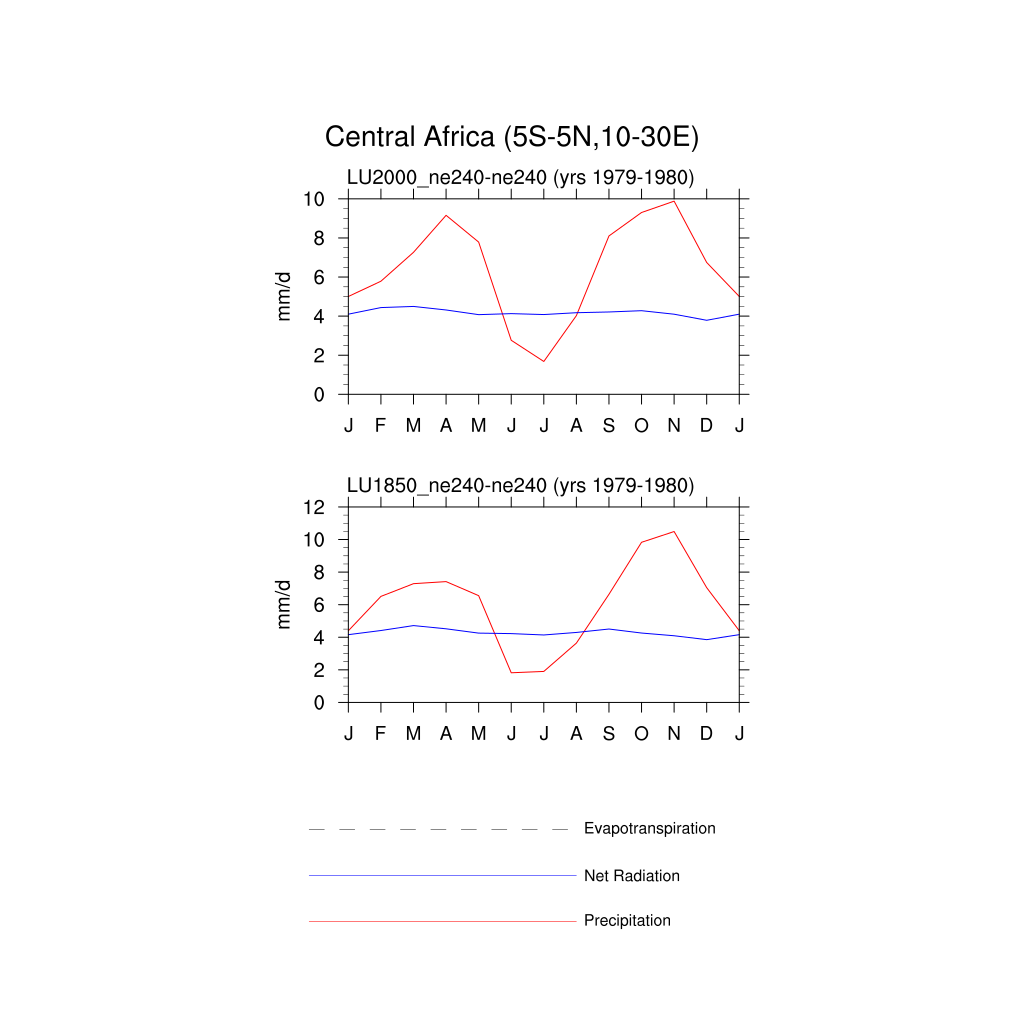 Central Africa (5S-5N,10-30E)
LU2000_ne240-ne240 (yrs 1979-1980)
10
8
6
4
2
0
mm/d
J F M A M J J A S O N D J
LU1850_ne240-ne240 (yrs 1979-1980)
12
10
8
6
4
2
0
mm/d
J F M A M J J A S O N D J
Evapotranspiration
Net Radiation
Precipitation